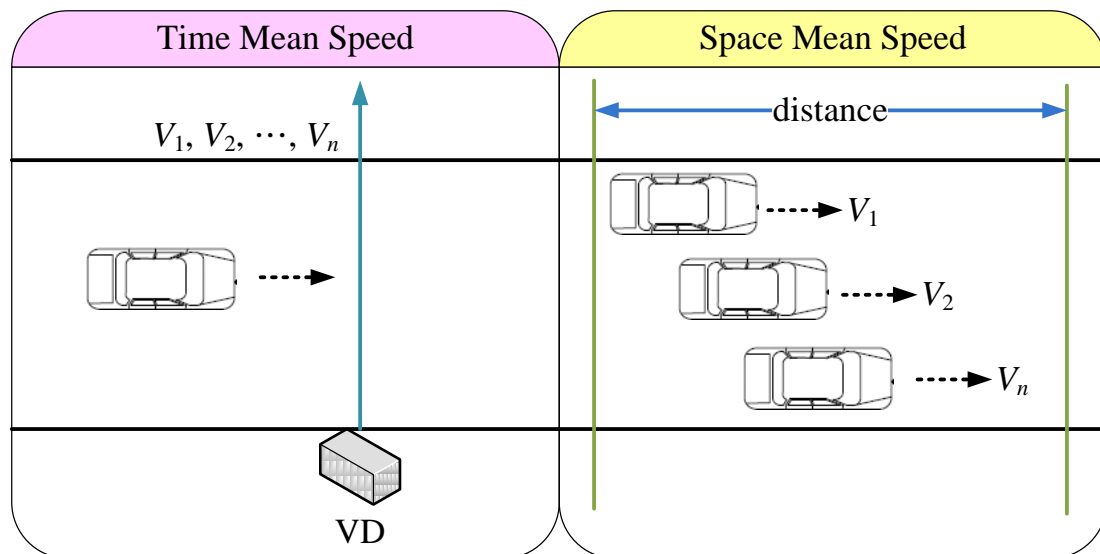 Time Mean Speed
V1, V2, ⋯, Vn
VD
Space Mean Speed
distance
V1
V2
Vn